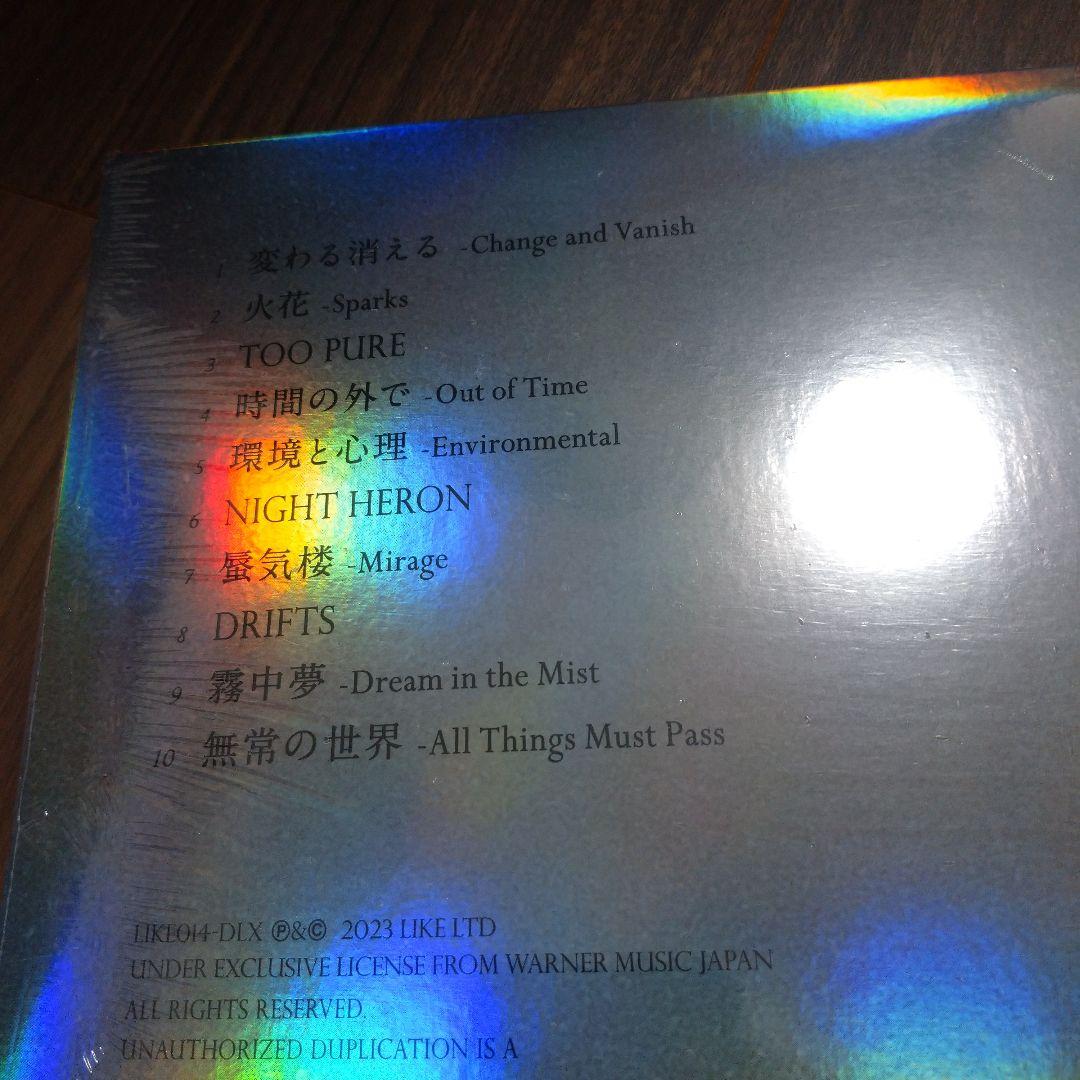 1 変わる消える -Change and Vanish
2 火花 -Sparks
3 TOO PURE
4 時間の外で -Out of Time
5 環境と心理 -Environmental
6 NIGHT HERON
7 蜃気楼 -Mirage
8 DRIFTS
9 霧中夢 -Dream in the Mist
10 無常の世界 -All Things Must Pass
LIKE014-DLX ℗&© 2023 LIKE LTD
UNDER EXCLUSIVE LICENSE FROM WARNER MUSIC JAPAN
ALL RIGHTS RESERVED.
UNAUTHORIZED DUPLICATION IS A